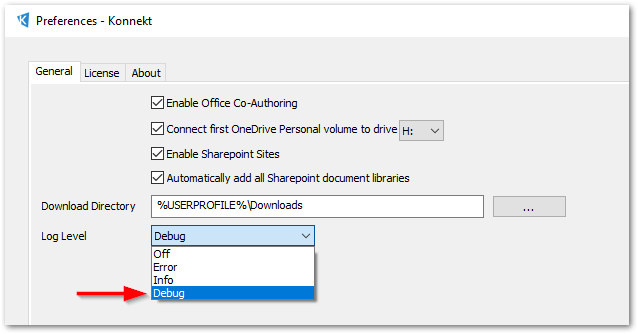 Preferences - Konnekt
General License About
Enable Office Co-Authoring
Connect first OneDrive Personal volume to drive H:
Enable Sharepoint Sites
Automatically add all Sharepoint document libraries
Download Directory %USERPROFILE%\Downloads ...
Log Level Debug
Off
Error
Info
Debug